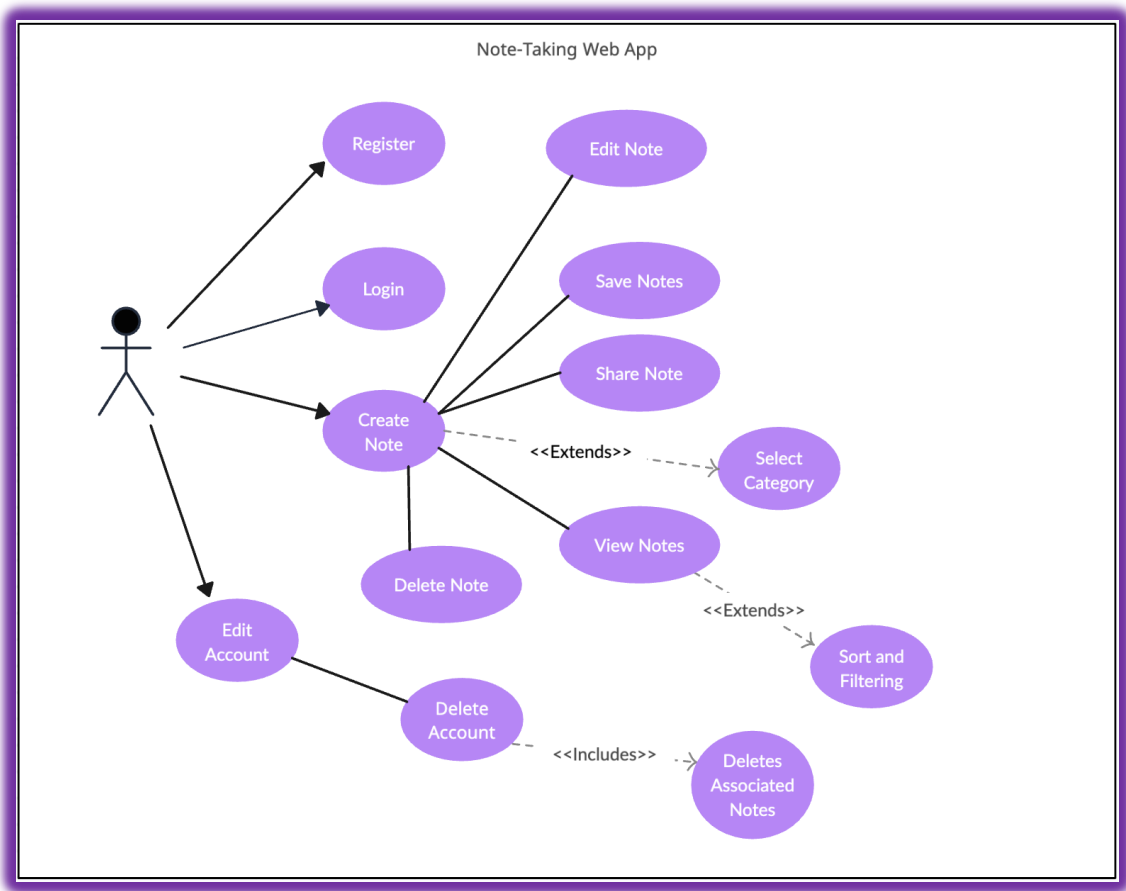 Note-Taking Web App
Register
Edit Note
Login
Save Notes
Share Note
Create
Note
<<Extends>>
Select
Category
View Notes
Delete Note
<<Extends>>
Edit
Account
Sort and
Filtering
Delete
Account
<<Includes>>
Deletes
Associated
Notes